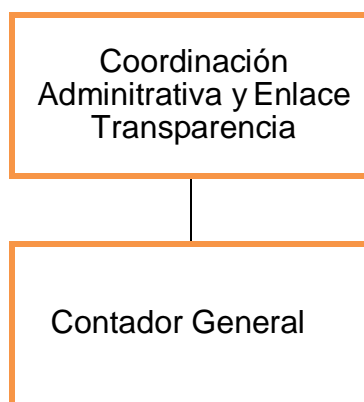 Coordinación
Adminitrativa y Enlace
Transparencia
Contador General